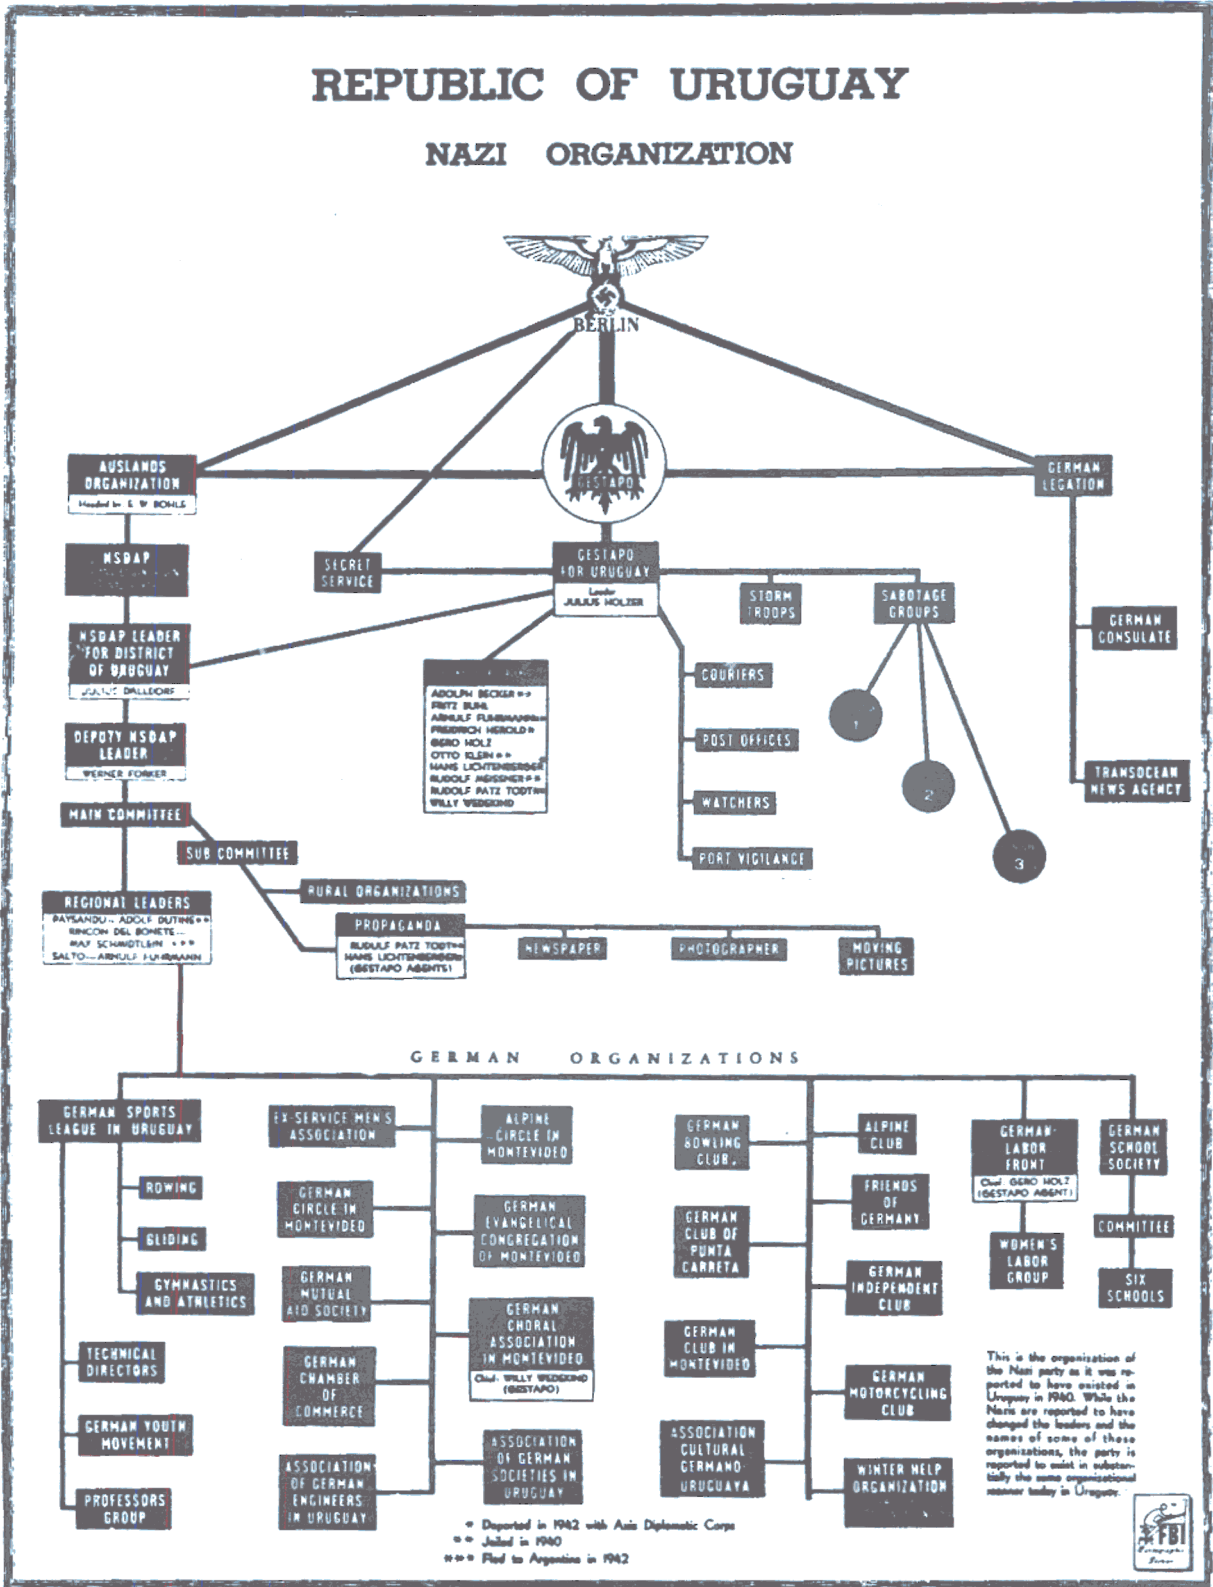 REPUBLIC OF URUGUAY
NAZI ORGANIZATION
BERLIN
AUSLANDS
ORGANIZATION
Headed by E. W. BOHLE
GESTAPO
GERMAN
LEGATION
NSDAP
SECRET
SERVICE
GESTAPO
FOR URUGUAY
Leader
JULIUS HOLZER
STORM
TROOPS
SABOTAGE
GROUPS
GERMAN
CONSULATE
NSDAP LEADER
FOR DISTRICT
OF URUGUAY
JULIUS DALLDORF
ADOLPH BECKER **
FRITZ BUHL
ARNULF FUHRMANN**
FREIDRICH HEROLD*
GERO HOLZ
OTTO KLEIN **
HANS LICHTENBERGER
RUDOLF MEISSNER **
RUDOLF PATZ TODT**
WILLY WEDEKIND
COURIERS
POST OFFICES
WATCHERS
PORT VIGILANCE
1
2
3
TRANSOCEAN
NEWS AGENCY
DEPUTY NSDAP
LEADER
WERNER FORKER
MAIN COMMITTEE
SUB COMMITTEE
RURAL ORGANIZATIONS
REGIONAL LEADERS
PAYSANDU - ADOLF DUTINE**
RINCON DEL BONETE --
MAX SCHMIDTLEIN ***
SALTO - ARNULF FUHRMANN
PROPAGANDA
RUDULF PATZ TODT**
HANS LICHTENBERGER*
(GESTAPO AGENTS)
NEWSPAPER
PHOTOGRAPHER
MOVING
PICTURES
GERMAN ORGANIZATIONS
GERMAN SPORTS
LEAGUE IN URUGUAY
ROWING
GLIDING
GYMNASTICS
AND ATHLETICS
TECHNICAL
DIRECTORS
GERMAN YOUTH
MOVEMENT
PROFESSORS
GROUP
EX-SERVICE MEN'S
ASSOCIATION
GERMAN
CIRCLE IN
MONTEVIDEO
GERMAN
MUTUAL
AID SOCIETY
GERMAN
CHAMBER
OF
COMMERCE
ASSOCIATION
OF GERMAN
ENGINEERS
IN URUGUAY
ALPINE
CIRCLE IN
MONTEVIDEO
GERMAN
EVANGELICAL
CONGREGATION
OF MONTEVIDEO
GERMAN
CHORAL
ASSOCIATION
IN MONTEVIDEO
Chief: WILLY WEDEKIND
(GESTAPO)
ASSOCIATION
OF GERMAN
SOCIETIES IN
URUGUAY
GERMAN
BOWLING
CLUB.
GERMAN
CLUB OF
PUNTA
CARRETA
GERMAN
CLUB IN
MONTEVIDEO
ASSOCIATION
CULTURAL
GERMANO
URUGUAYA
ALPINE
CLUB
FRIENDS
OF
GERMANY
GERMAN
INDEPENDENT
CLUB
GERMAN
MOTORCYCLING
CLUB
WINTER HELP
ORGANIZATION
GERMAN
LABOR
FRONT
Chief: GERO HOLZ
(GESTAPO AGENT)
WOMEN'S
LABOR
GROUP
GERMAN
SCHOOL
SOCIETY
COMMITTEE
SIX
SCHOOLS
This is the organization of
the Nazi party as it was re-
ported to have existed in
Uruguay in 1940. While the
Nazis are reported to have
changed the leaders and the
names of some of these
organizations, the party is
reported to exist in substan-
tially the same organizational
manner today in Uruguay.
* Deported in 1942 with Axis Diplomatic Corps
** Jailed in 1940
*** Fled to Argentina in 1942
FBI